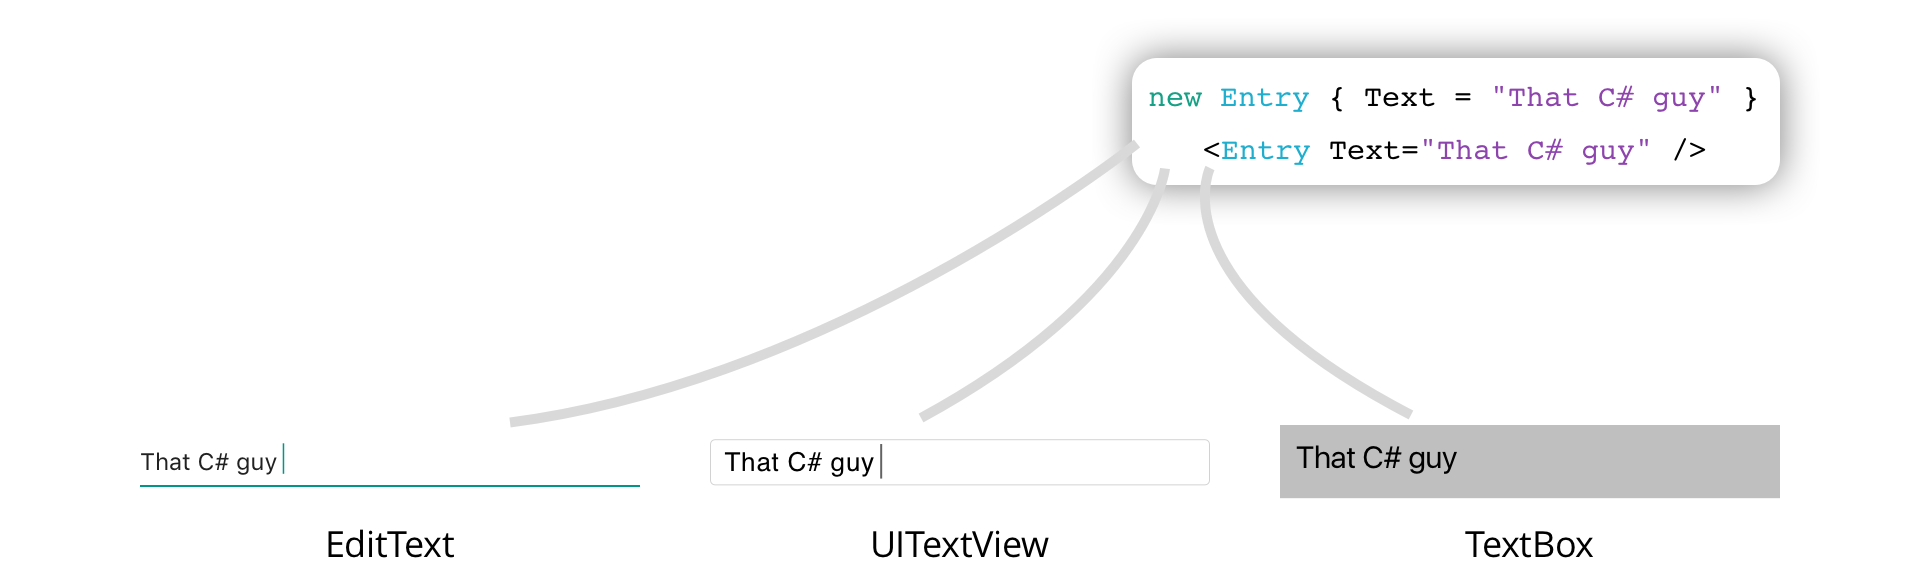 new Entry { Text = "That C# guy" }
<Entry Text="That C# guy" />
That C# guy
That C# guy
That C# guy
EditText
UITextView
TextBox